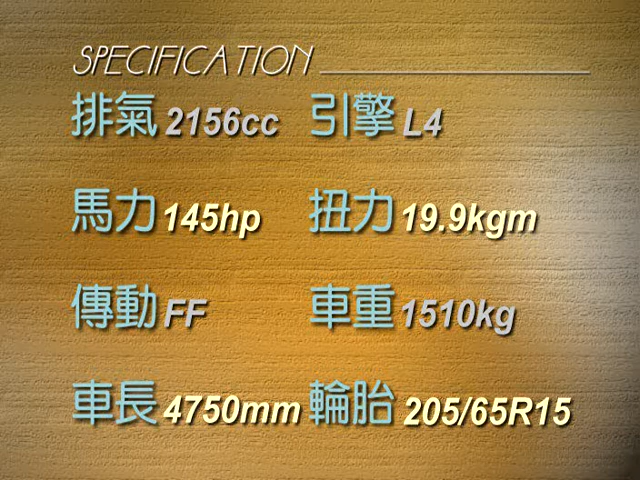 SPECIFICATION
排氣 2156cc 引擎 L4
馬力 145hp 扭力 19.9kgm
傳動 FF 車重 1510kg
車長 4750mm 輪胎 205/65R15